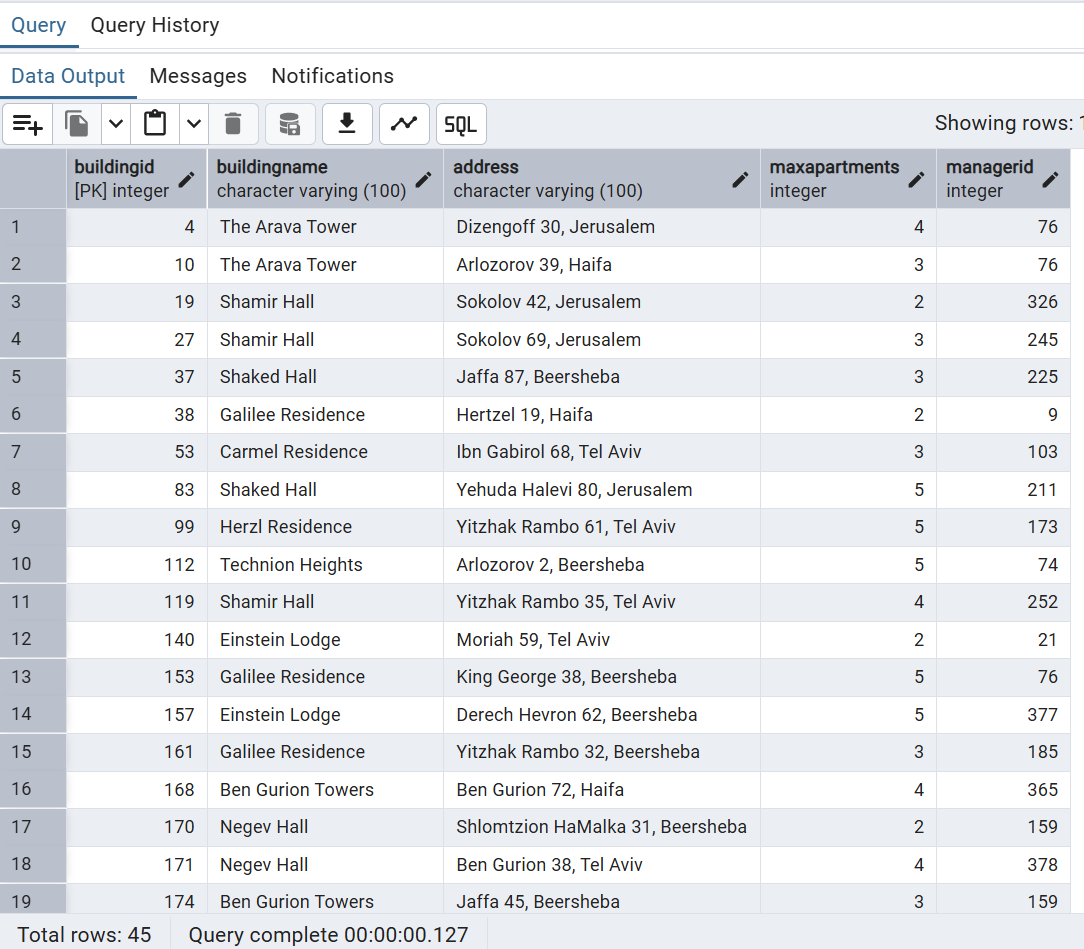 Query Query History
Data Output Messages Notifications
SQL
Showing rows: 1
buildingid buildingname address maxapartments managerid
[PK] integer character varying (100) character varying (100) integer integer
1 4 The Arava Tower Dizengoff 30, Jerusalem 4 76
2 10 The Arava Tower Arlozorov 39, Haifa 3 76
3 19 Shamir Hall Sokolov 42, Jerusalem 2 326
4 27 Shamir Hall Sokolov 69, Jerusalem 3 245
5 37 Shaked Hall Jaffa 87, Beersheba 3 225
6 38 Galilee Residence Hertzel 19, Haifa 2 9
7 53 Carmel Residence Ibn Gabirol 68, Tel Aviv 3 103
8 83 Shaked Hall Yehuda Halevi 80, Jerusalem 5 211
9 99 Herzl Residence Yitzhak Rambo 61, Tel Aviv 5 173
10 112 Technion Heights Arlozorov 2, Beersheba 5 74
11 119 Shamir Hall Yitzhak Rambo 35, Tel Aviv 4 252
12 140 Einstein Lodge Moriah 59, Tel Aviv 2 21
13 153 Galilee Residence King George 38, Beersheba 5 76
14 157 Einstein Lodge Derech Hevron 62, Beersheba 5 377
15 161 Galilee Residence Yitzhak Rambo 32, Beersheba 3 185
16 168 Ben Gurion Towers Ben Gurion 72, Haifa 4 365
17 170 Negev Hall Shlomtzion HaMalka 31, Beersheba 2 159
18 171 Negev Hall Ben Gurion 38, Tel Aviv 4 378
19 174 Ben Gurion Towers Jaffa 45, Beersheba 3 159
Total rows: 45 Query complete 00:00:00.127